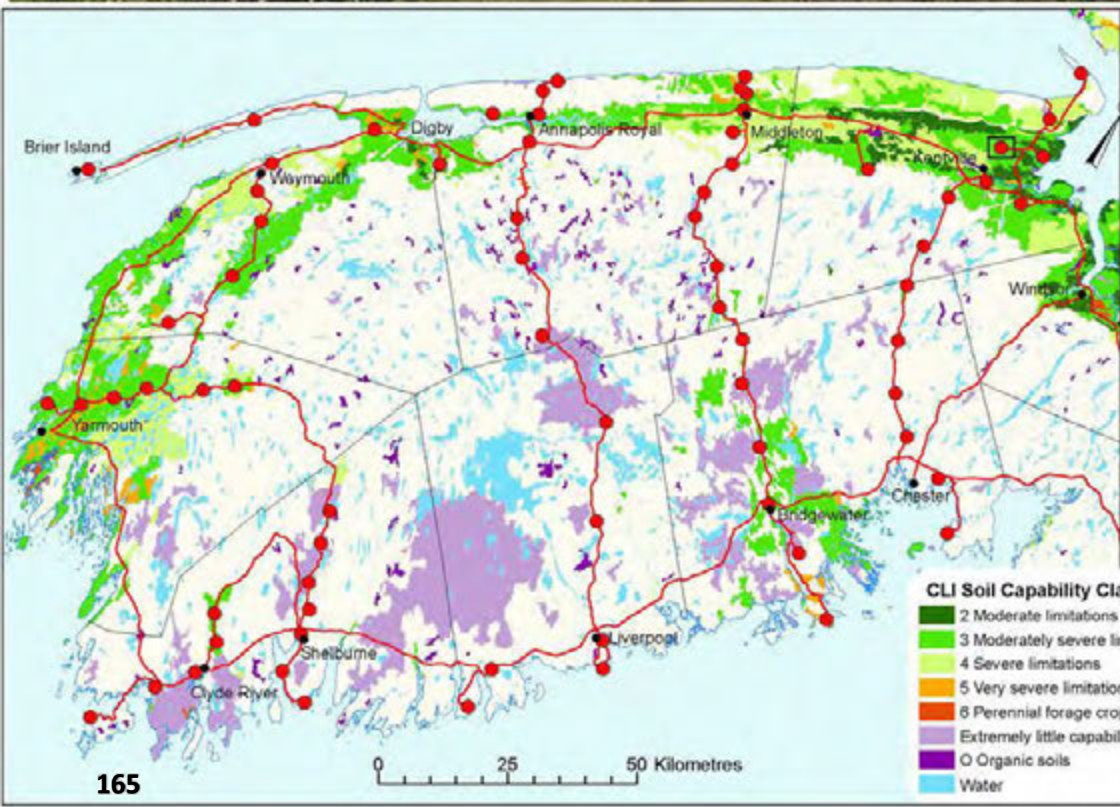 Brier Island
Digby
Annapolis Royal
Middleton
Kentville
Weymouth
Windsor
Yarmouth
Chester
Bridgewater
Liverpool
Shelburne
Clyde River
CLI Soil Capability Cla
2 Moderate limitations
3 Moderately severe li
4 Severe limitations
5 Very severe limitatio
6 Perennial forage cro
Extremely little capabil
O Organic soils
Water
0 25 50 Kilometres
165